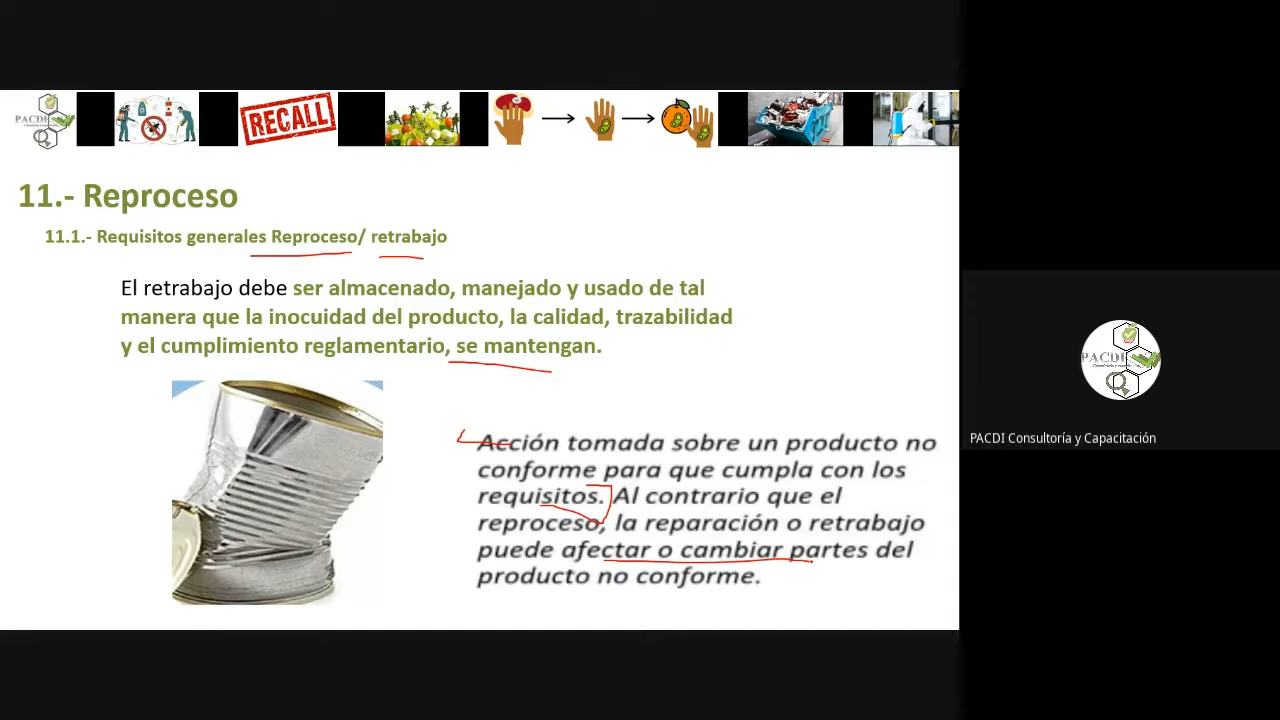 PACDI
RECALL
11.- Reproceso
11.1.- Requisitos generales Reproceso/ retrabajo
El retrabajo debe ser almacenado, manejado y usado de tal
manera que la inocuidad del producto, la calidad, trazabilidad
y el cumplimiento reglamentario, se mantengan.
Acción tomada sobre un producto no
conforme para que cumpla con los
requisitos. Al contrario que el
reproceso, la reparación o retrabajo
puede afectar o cambiar partes del
producto no conforme.
PACDI
PACDI Consultoría y Capacitación